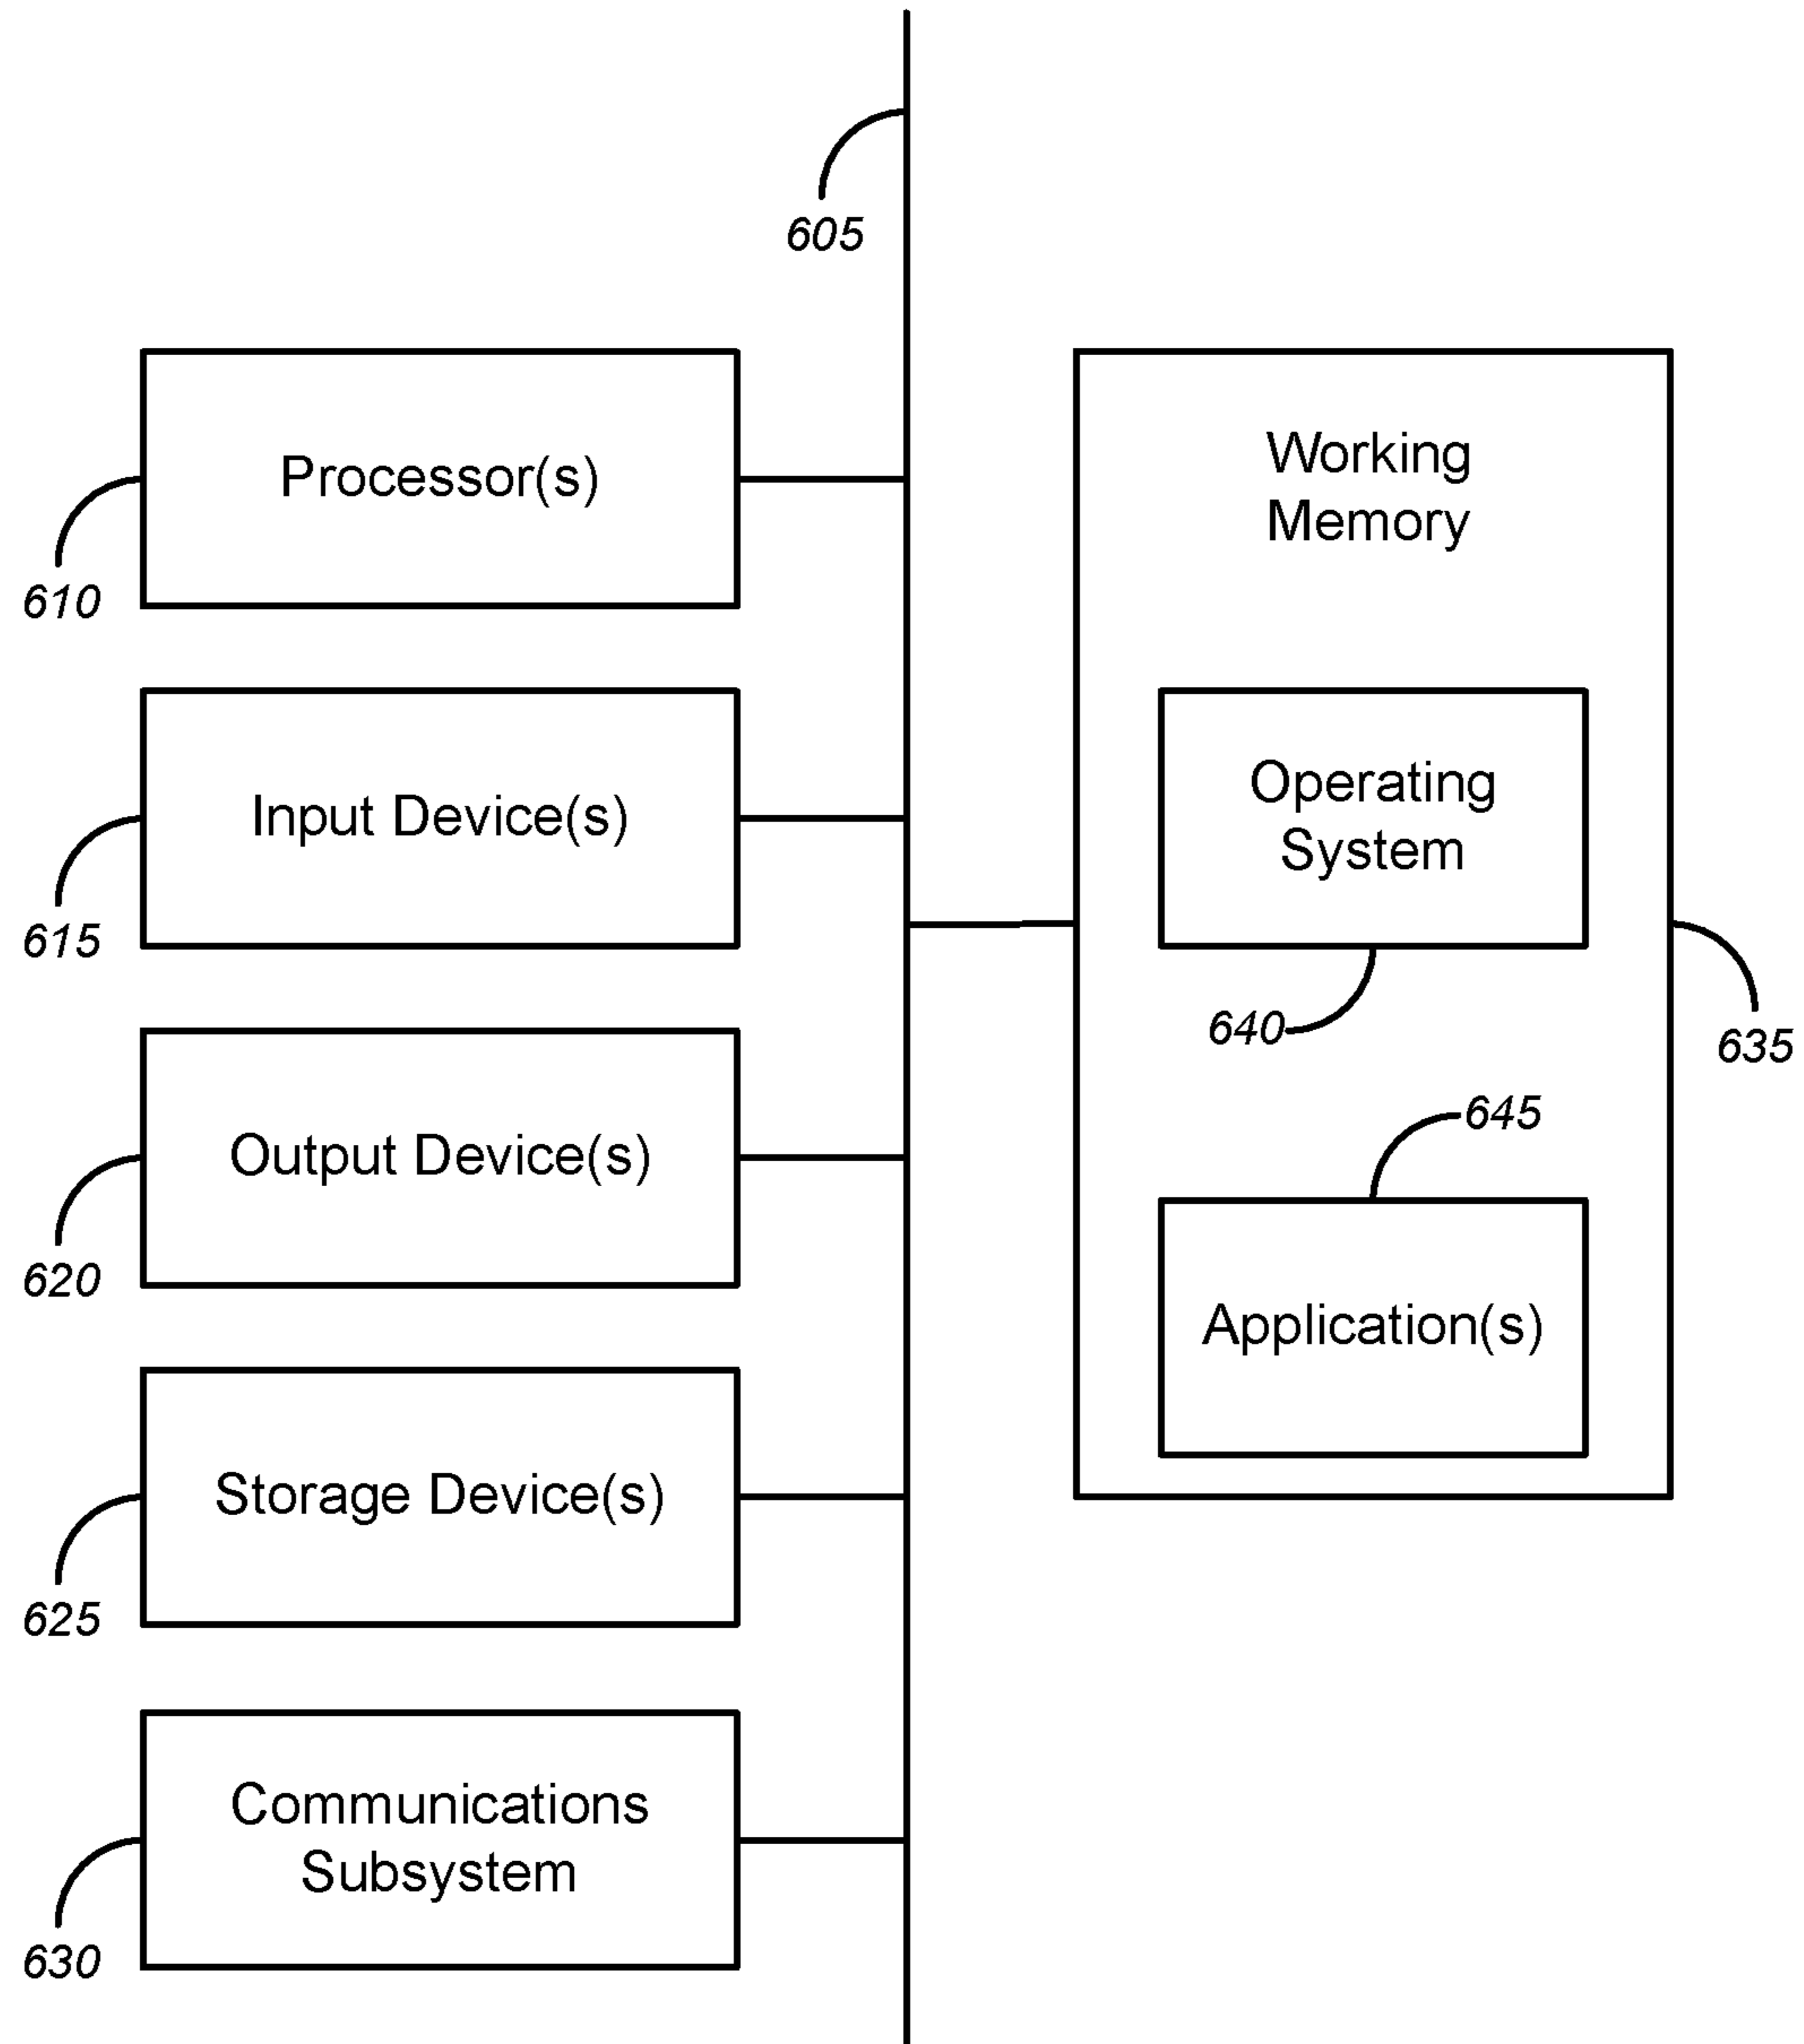 605
Processor(s)
610
Input Device(s)
615
Output Device(s)
620
Storage Device(s)
625
Communications
Subsystem
630
Working
Memory
Operating
System
640
635
645
Application(s)